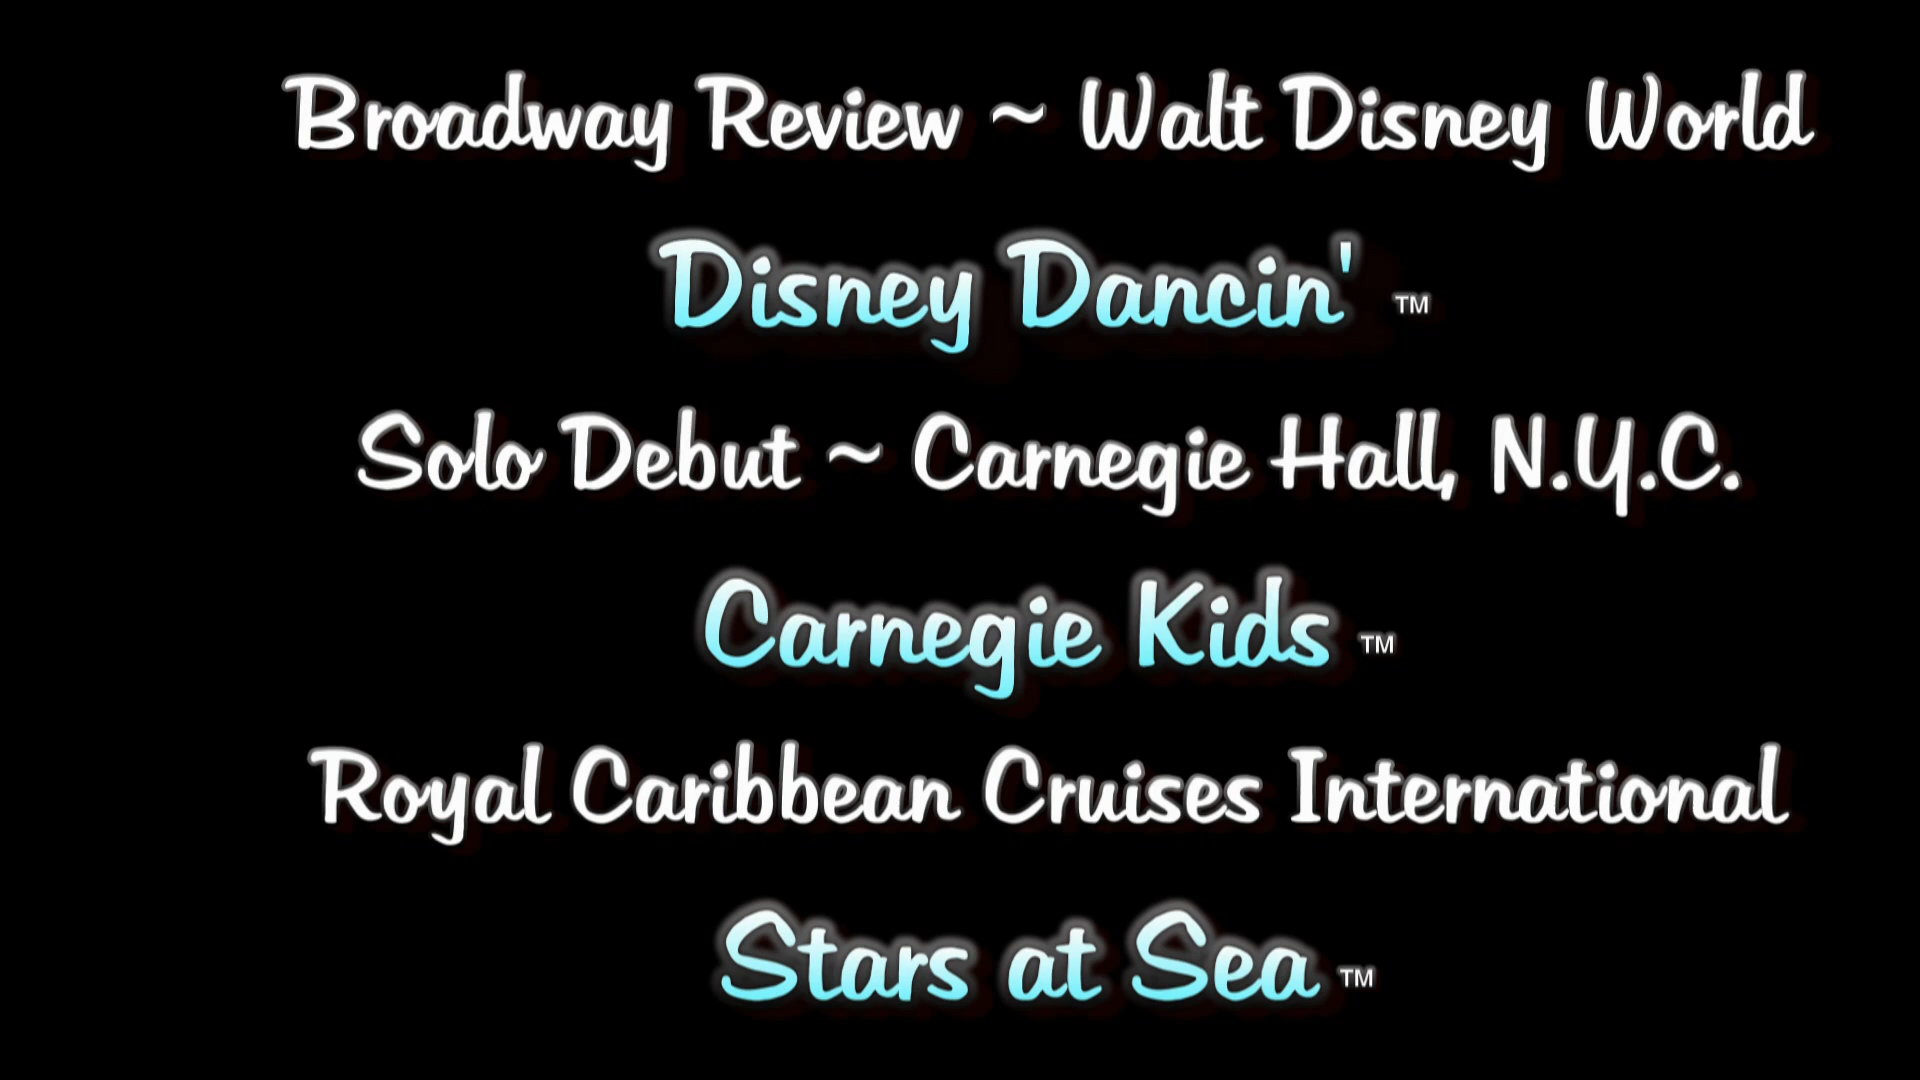 Broadway Review ~ Walt Disney World
Disney Dancin' ™
Solo Debut ~ Carnegie Hall, N.Y.C.
Carnegie Kids ™
Royal Caribbean Cruises International
Stars at Sea ™